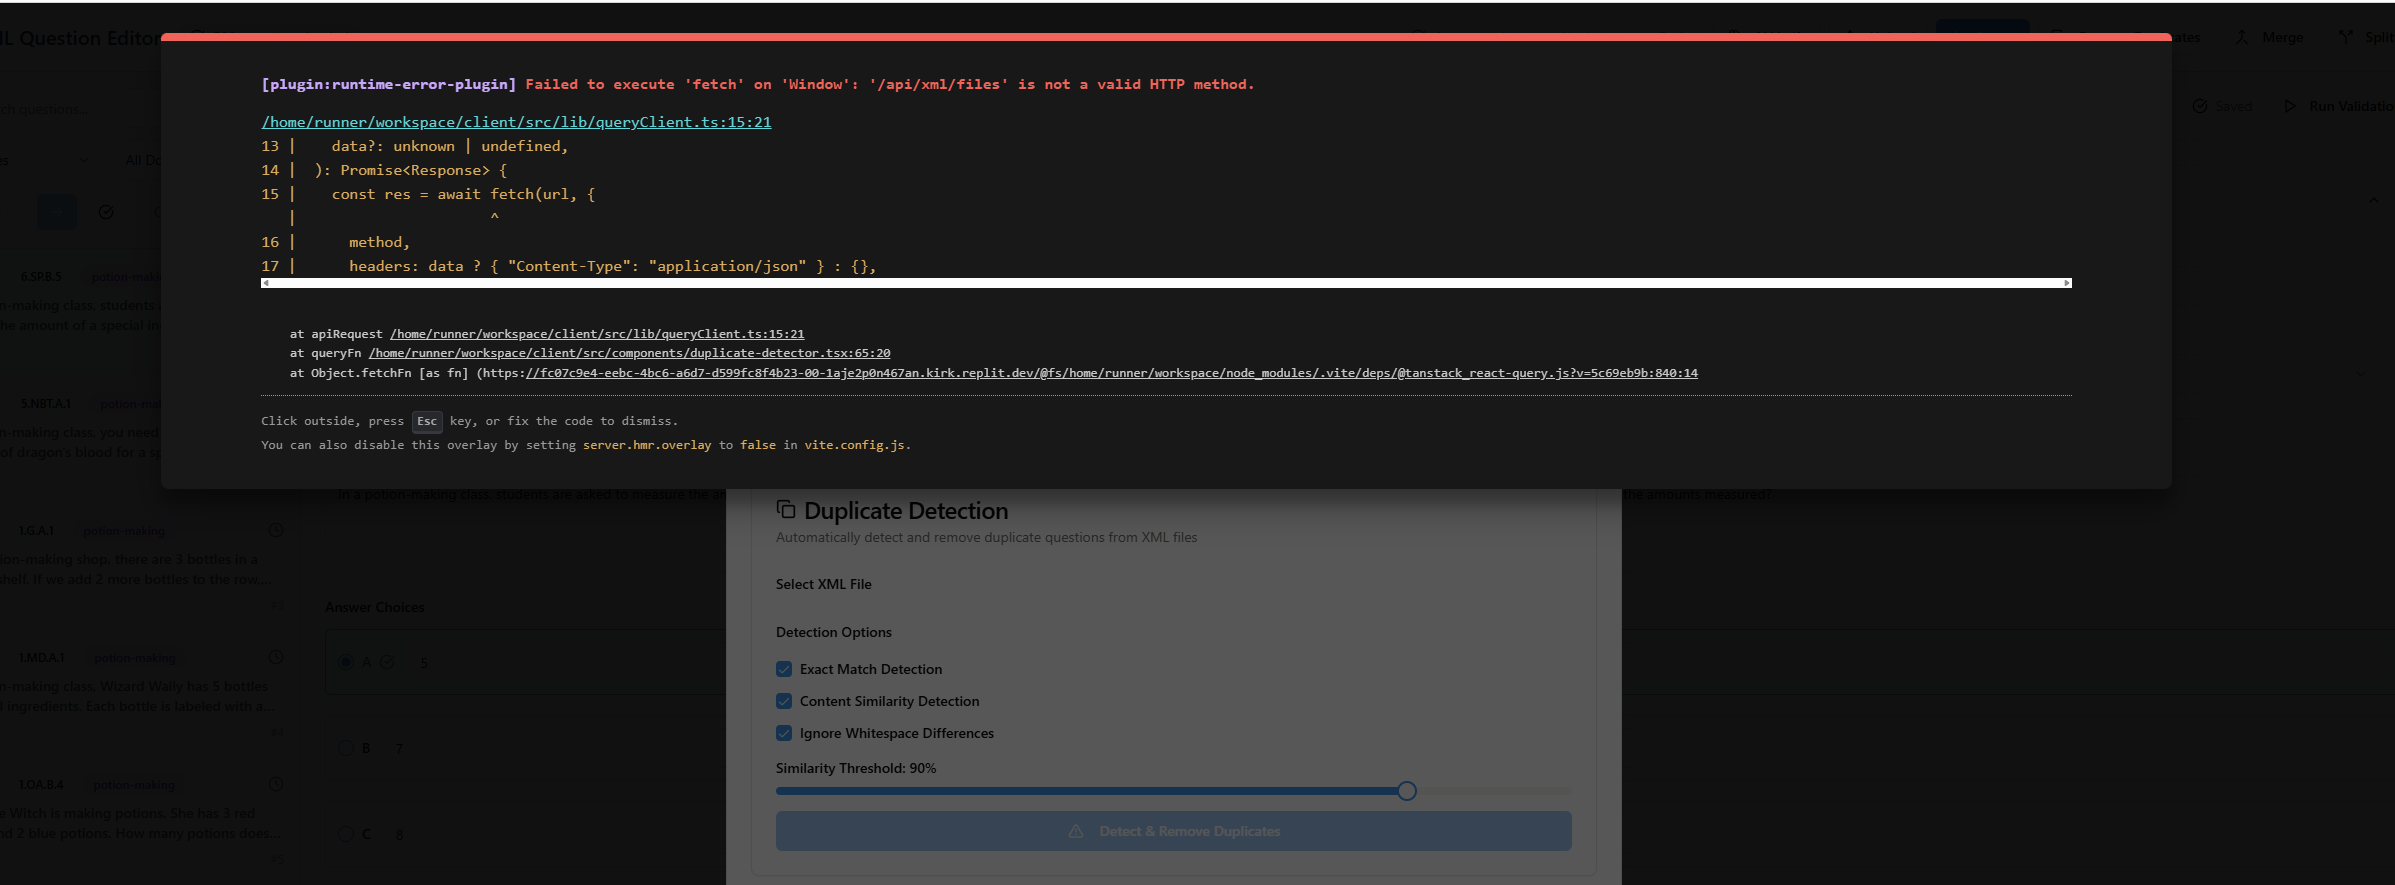 L Question Editor
Merge
Split
Saved
Run Validatio
[plugin:runtime-error-plugin] Failed to execute 'fetch' on 'Window': '/api/xml/files' is not a valid HTTP method.
/home/runner/workspace/client/src/lib/queryClient.ts:15:21
13 |    data?: unknown | undefined,
14 |  ): Promise<Response> {
15 |    const res = await fetch(url, {
   |                      ^
16 |      method,
17 |      headers: data ? { "Content-Type": "application/json" } : {},
at apiRequest /home/runner/workspace/client/src/lib/queryClient.ts:15:21
at queryFn /home/runner/workspace/client/src/components/duplicate-detector.tsx:65:20
at Object.fetchFn [as fn] (https://fc07c9e4-eebc-4bc6-a6d7-d599fc8f4b23-00-1aje2p0n467an.kirk.replit.dev/@fs/home/runner/workspace/node_modules/.vite/deps/@tanstack_react-query.js?v=5c69eb9b:840:14
Click outside, press Esc key, or fix the code to dismiss.
You can also disable this overlay by setting server.hmr.overlay to false in vite.config.js.
ch questions...
All Do
6.SP.B.5 potion-maki
n-making class, students
he amount of a special in
5.NBT.A.1 potion-mak
n-making class, you need
of dragon's blood for a sp
1.G.A.1 potion-making
ion-making shop, there are 3 bottles in a
shelf. If we add 2 more bottles to the row,...
1.MD.A.1 potion-making
n-making class, Wizard Wally has 5 bottles
ingredients. Each bottle is labeled with a...
#4
1.OA.B.4 potion-making
e Witch is making potions. She has 3 red
nd 2 blue potions. How many potions does...
In a potion-making class, students are asked to measure the am
the amounts measured?
Answer Choices
A 5
B 7
C 8
Duplicate Detection
Automatically detect and remove duplicate questions from XML files
Select XML File
Detection Options
Exact Match Detection
Content Similarity Detection
Ignore Whitespace Differences
Similarity Threshold: 90%
Detect & Remove Duplicates